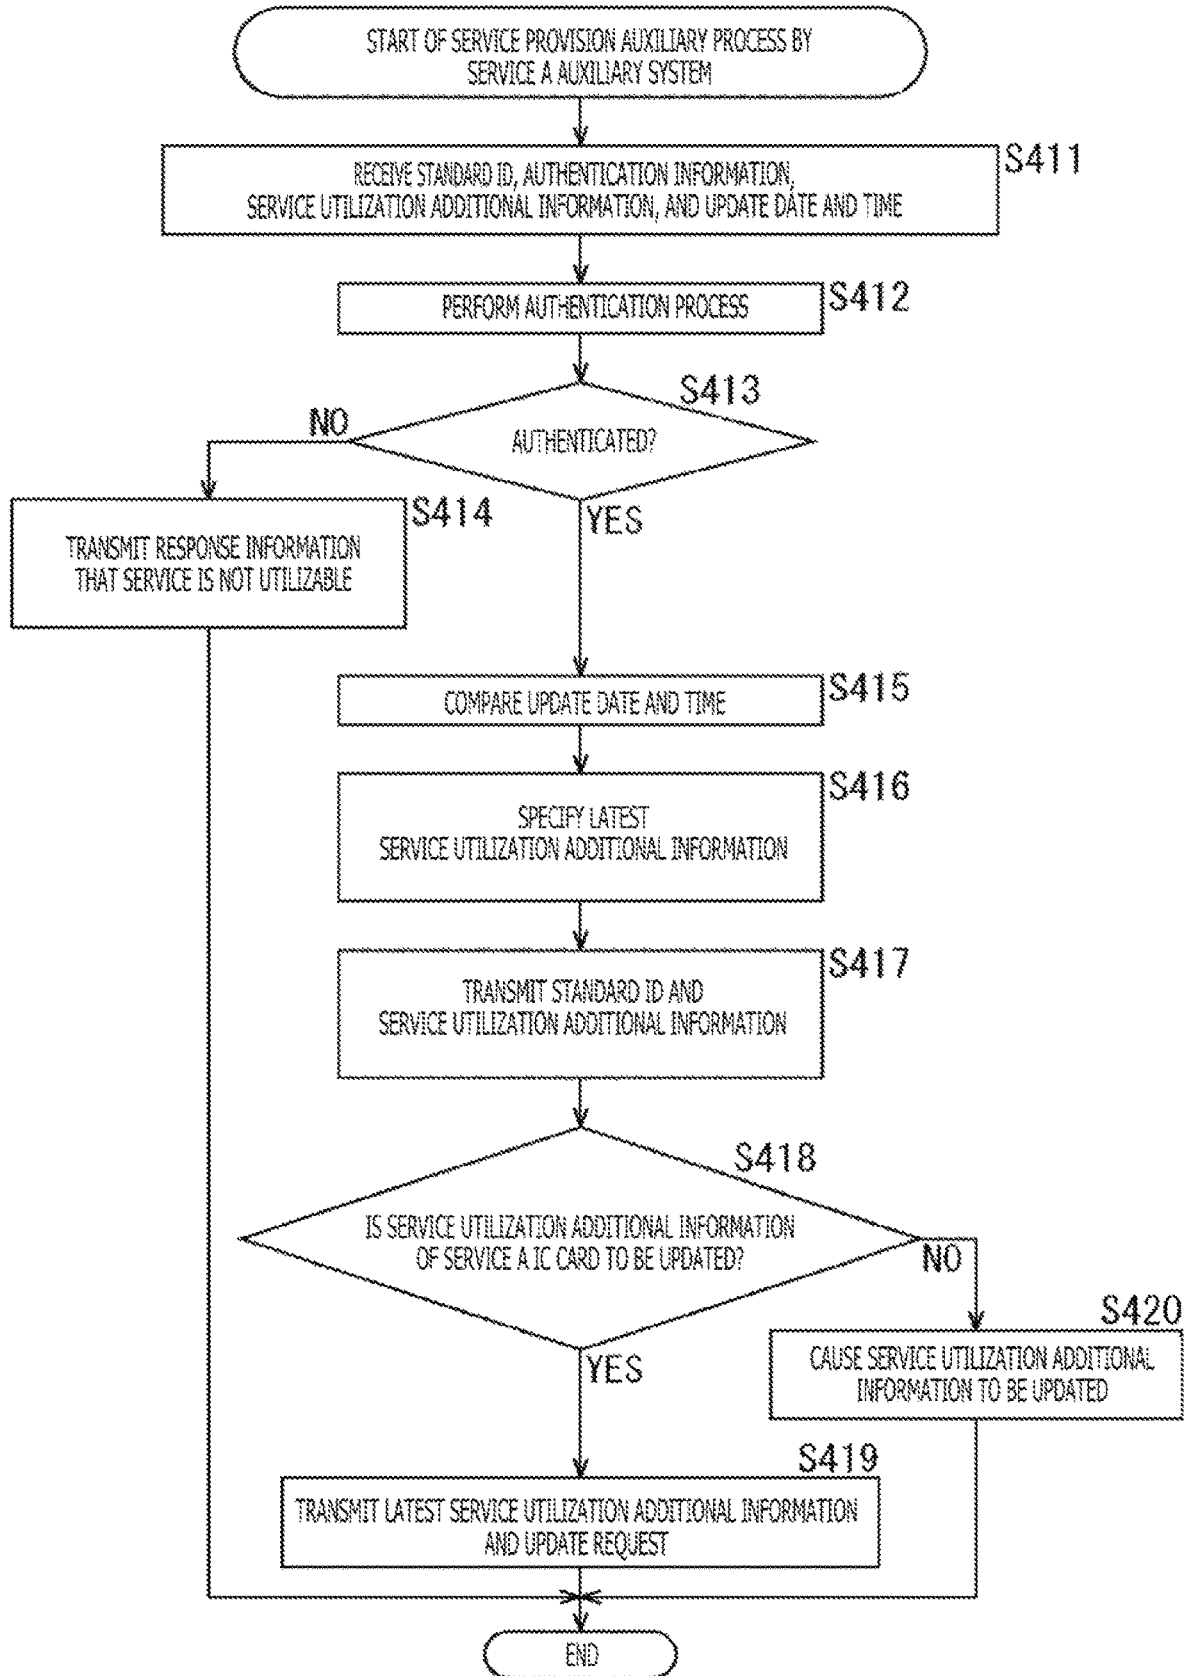 START OF SERVICE PROVISION AUXILIARY PROCESS BY
SERVICE A AUXILIARY SYSTEM
S411
RECEIVE STANDARD ID, AUTHENTICATION INFORMATION,
SERVICE UTILIZATION ADDITIONAL INFORMATION, AND UPDATE DATE AND TIME
S412
PERFORM AUTHENTICATION PROCESS
S413
NO
AUTHENTICATED?
S414
YES
TRANSMIT RESPONSE INFORMATION
THAT SERVICE IS NOT UTILIZABLE
S415
COMPARE UPDATE DATE AND TIME
S416
SPECIFY LATEST
SERVICE UTILIZATION ADDITIONAL INFORMATION
S417
TRANSMIT STANDARD ID AND
SERVICE UTILIZATION ADDITIONAL INFORMATION
S418
IS SERVICE UTILIZATION ADDITIONAL INFORMATION
OF SERVICE A IC CARD TO BE UPDATED?
NO
S420
YES
CAUSE SERVICE UTILIZATION ADDITIONAL
INFORMATION TO BE UPDATED
S419
TRANSMIT LATEST SERVICE UTILIZATION ADDITIONAL INFORMATION
AND UPDATE REQUEST
END